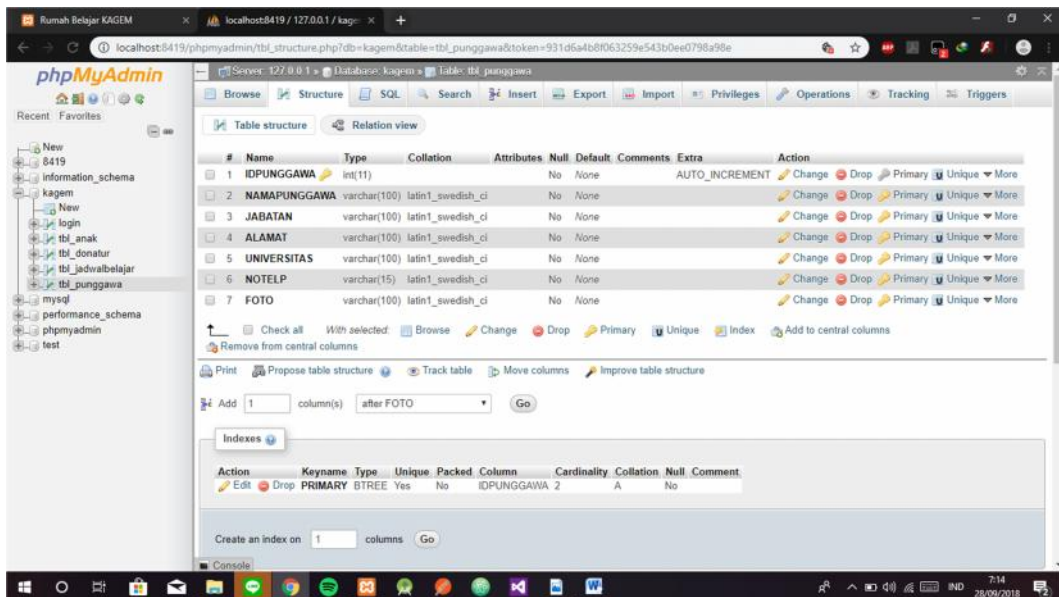 Rumah Belajar KAGEM
localhost:8419 / 127.0.0.1 / kage
localhost:8419/phpmyadmin/tbl_structure.php?db=kagem&table=tbl_punggawa&token=931d6a4b8f063259e543b0ee0798a98e
phpMyAdmin
Recent Favorites
New
8419
information_schema
kagem
New
login
tbl_anak
tbl_donatur
tbl_jadwalbelajar
tbl_punggawa
mysql
performance_schema
phpmyadmin
test
Server: 127.0.0.1 » Database: kagem » Table: tbl_punggawa
Browse Structure SQL Search Insert Export Import Privileges Operations Tracking Triggers
Table structure Relation view
# Name Type Collation Attributes Null Default Comments Extra Action
1 IDPUNGGAWA int(11) No None AUTO_INCREMENT Change Drop Primary Unique More
2 NAMAPUNGGAWA varchar(100) latin1_swedish_ci No None Change Drop Primary Unique More
3 JABATAN varchar(100) latin1_swedish_ci No None Change Drop Primary Unique More
4 ALAMAT varchar(100) latin1_swedish_ci No None Change Drop Primary Unique More
5 UNIVERSITAS varchar(100) latin1_swedish_ci No None Change Drop Primary Unique More
6 NOTELP varchar(15) latin1_swedish_ci No None Change Drop Primary Unique More
7 FOTO varchar(100) latin1_swedish_ci No None Change Drop Primary Unique More
Check all With selected: Browse Change Drop Primary Unique Index Add to central columns
Remove from central columns
Print Propose table structure Track table Move columns Improve table structure
Add 1 column(s) after FOTO Go
Indexes
Action Keyname Type Unique Packed Column Cardinality Collation Null Comment
Edit Drop PRIMARY BTREE Yes No IDPUNGGAWA 2 A No
Create an index on 1 columns Go
Console
IND 7:14
28/09/2018